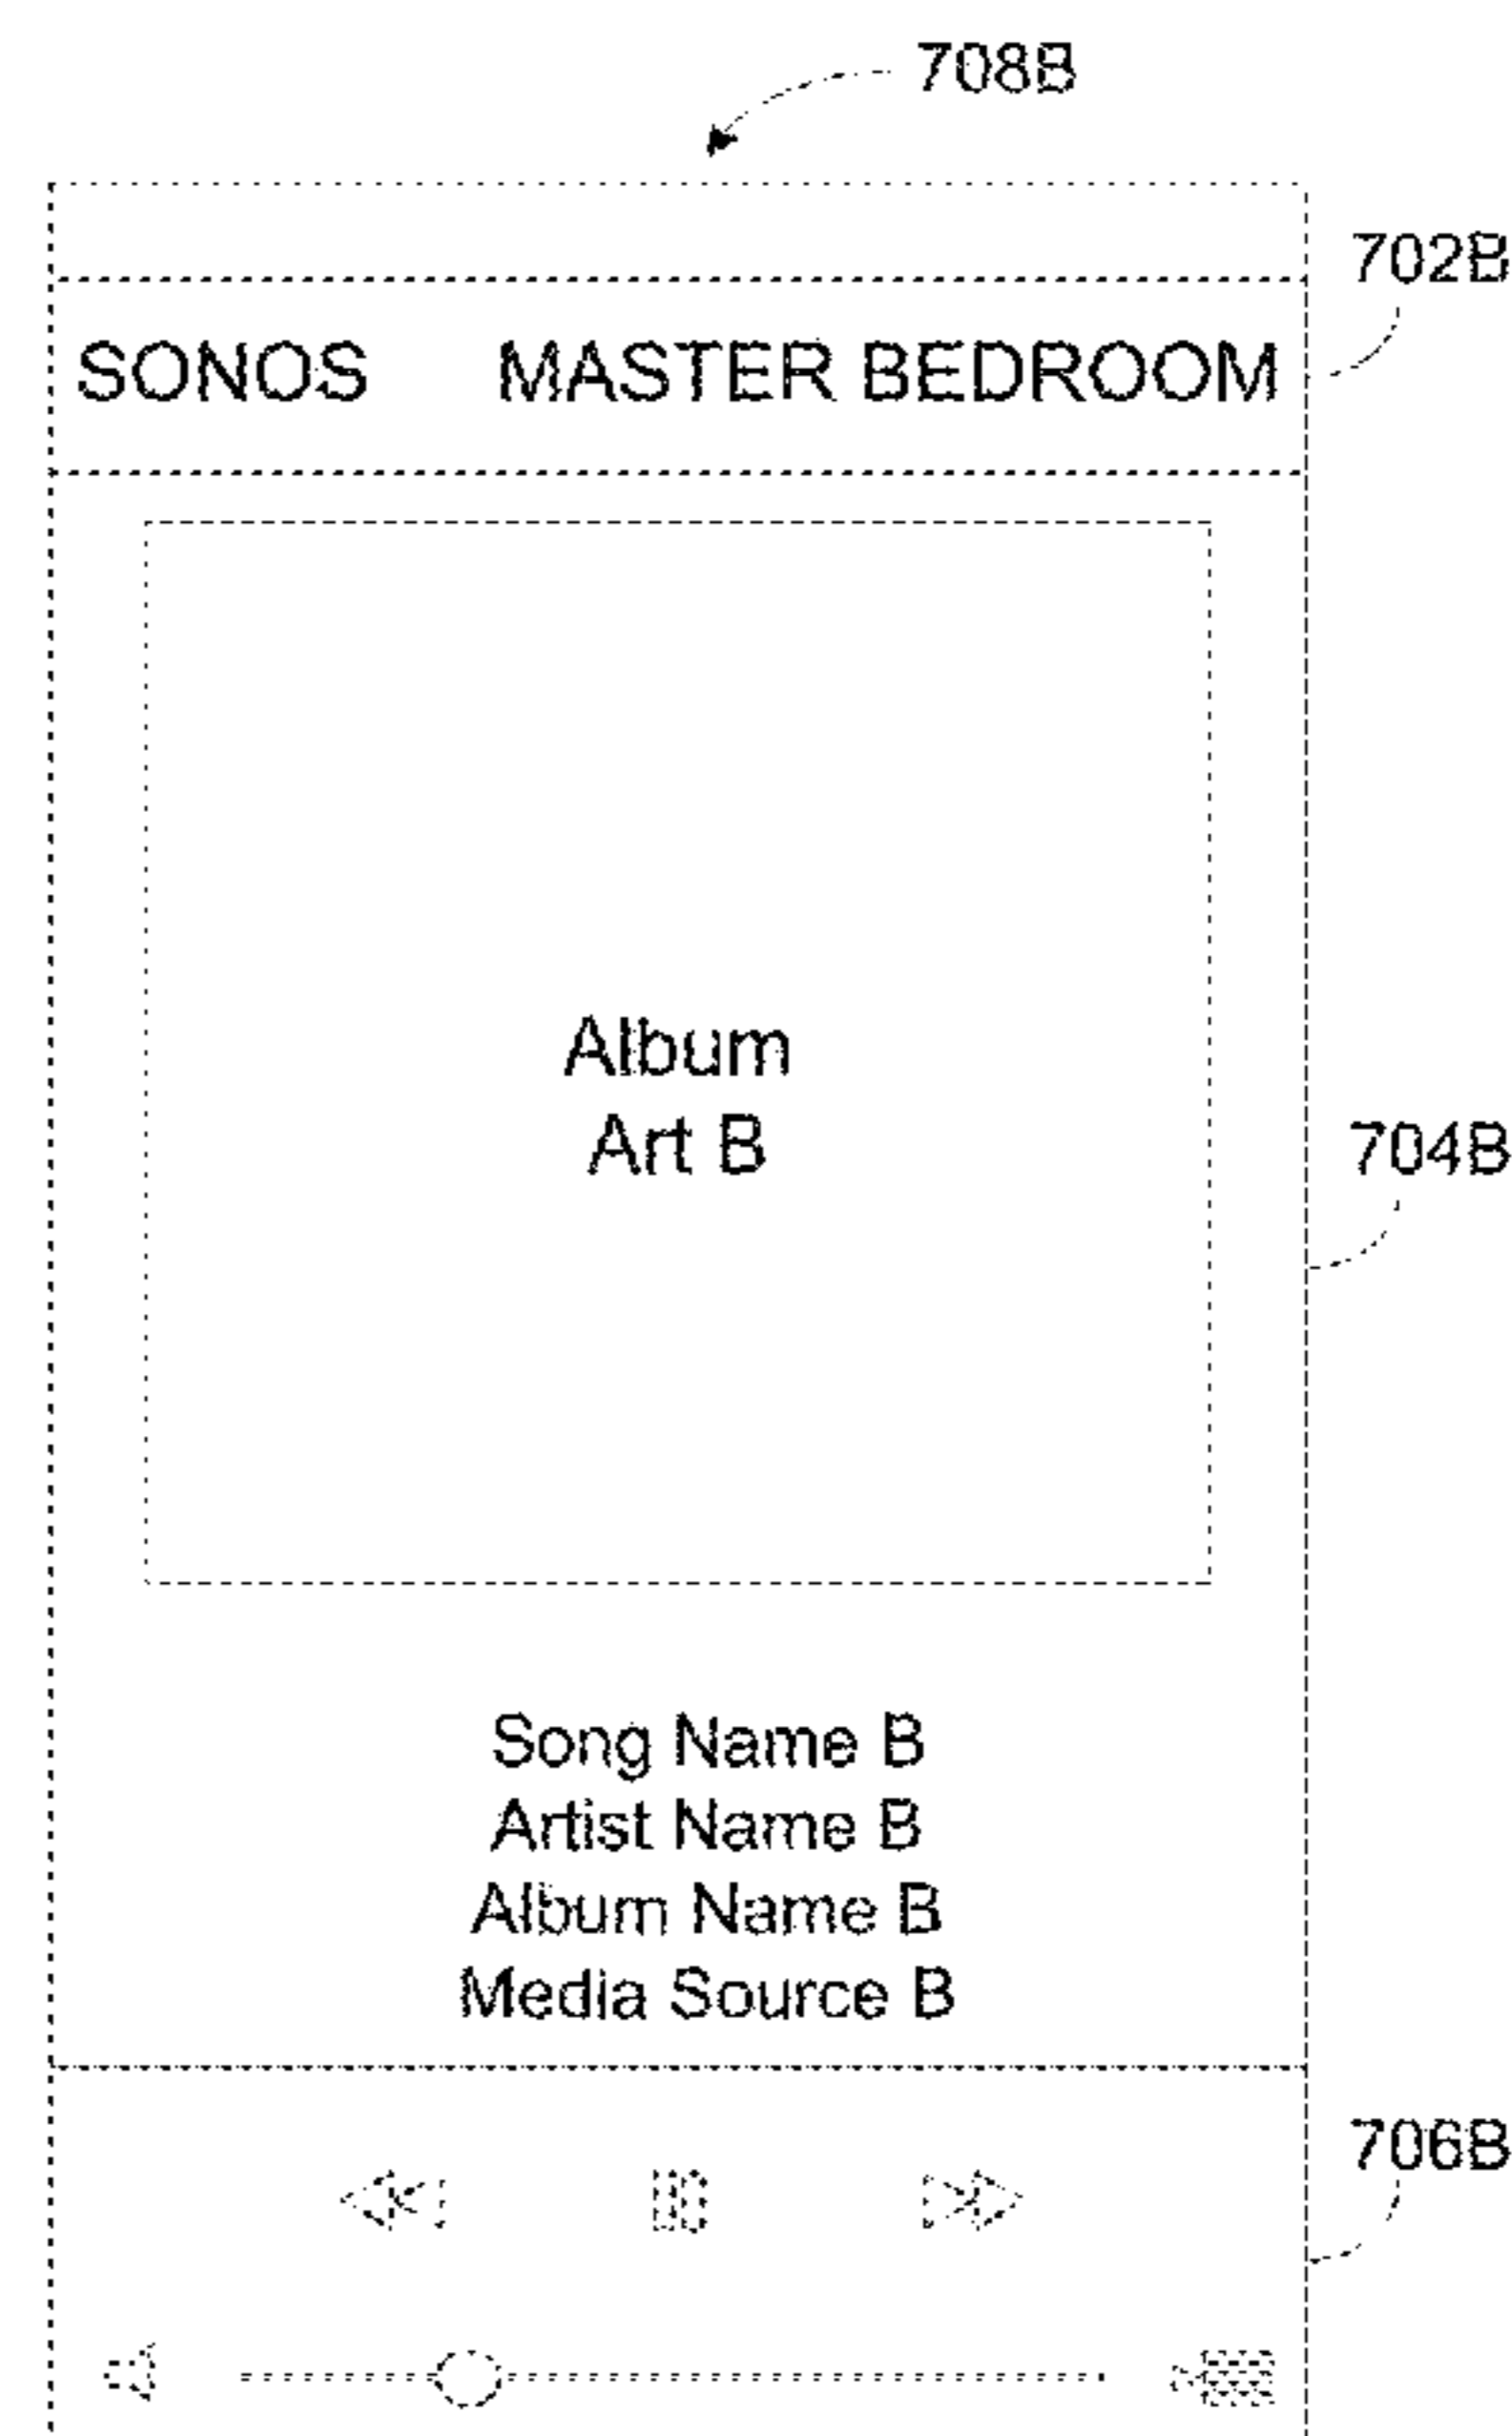 708B
702B
SONOS MASTER BEDROOM
Album
Art B
704B
Song Name B
Artist Name B
Album Name B
Media Source B
706B